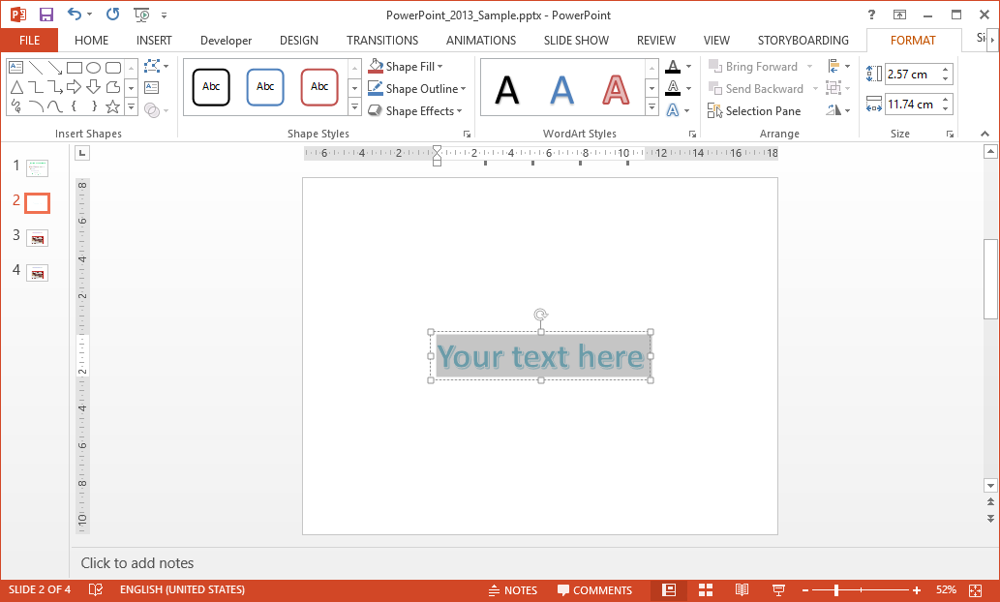 PowerPoint_2013_Sample.pptx - PowerPoint
?
FILE HOME INSERT Developer DESIGN TRANSITIONS ANIMATIONS SLIDE SHOW REVIEW VIEW STORYBOARDING FORMAT Si
Abc Abc Abc
Shape Fill
Shape Outline
Shape Effects
A A A
Bring Forward
Send Backward
Selection Pane
2.57 cm
11.74 cm
Insert Shapes Shape Styles WordArt Styles Arrange Size
6 4 2 2 4 6 8 10 12 14 16 18
8
6
4
2
2
4
6
8
10
1
2
3
4
Your text here
Click to add notes
SLIDE 2 OF 4 ENGLISH (UNITED STATES) NOTES COMMENTS 52%